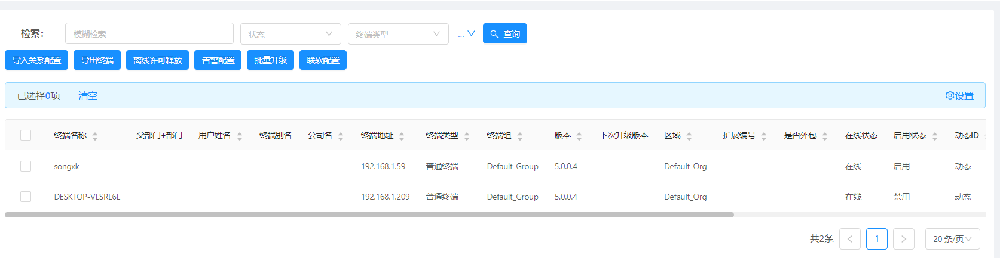 检索： 模糊检索 状态 终端类型 ... 查询
导入关系配置 导出终端 离线许可释放 告警配置 批量升级 联软配置
已选择0项 清空 设置
终端名称 父部门+部门 用户姓名 终端别名 公司名 终端地址 终端类型 终端组 版本 下次升级版本 区域 扩展编号 是否外包 在线状态 启用状态 动态ID
songxk 192.168.1.59 普通终端 Default_Group 5.0.0.4 Default_Org 在线 启用 动态
DESKTOP-VLSRL6L 192.168.1.209 普通终端 Default_Group 5.0.0.4 Default_Org 在线 禁用 动态
共2条 1 20 条/页